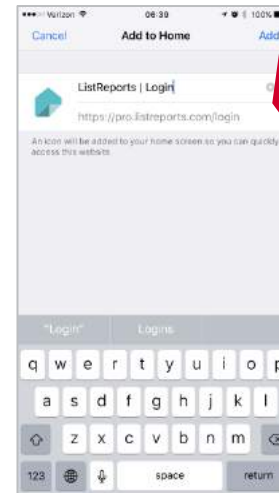 Verizon 06:39 100%
Cancel Add to Home Add
ListReports | Login
https://pro.listreports.com/login
An icon will be added to your home screen so you can quickly
access this website.
"Login" Logins
q w e r t y u i o p
a s d f g h j k l
z x c v b n m
123 space return